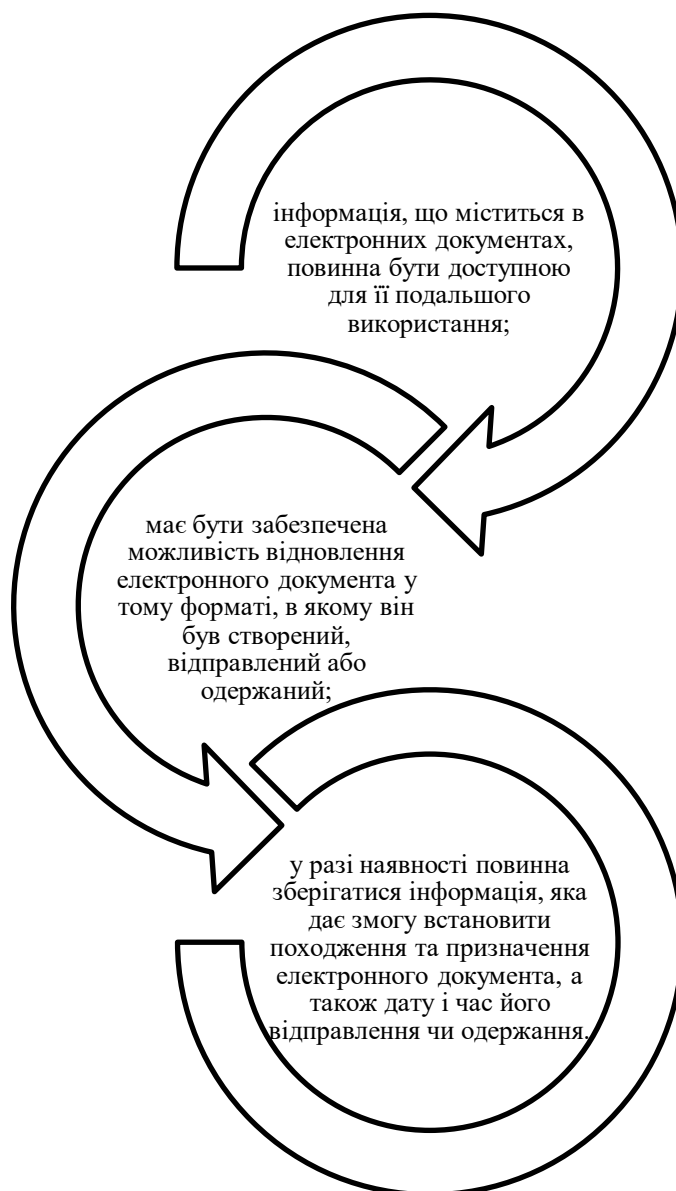 інформація, що міститься в
електронних документах,
повинна бути доступною
для її подальшого
використання;
має бути забезпечена
можливість відновлення
електронного документа у
тому форматі, в якому він
був створений,
відправлений або
одержаний;
у разі наявності повинна
зберігатися інформація, яка
дає змогу встановити
походження та призначення
електронного документа, а
також дату і час його
відправлення чи одержання.